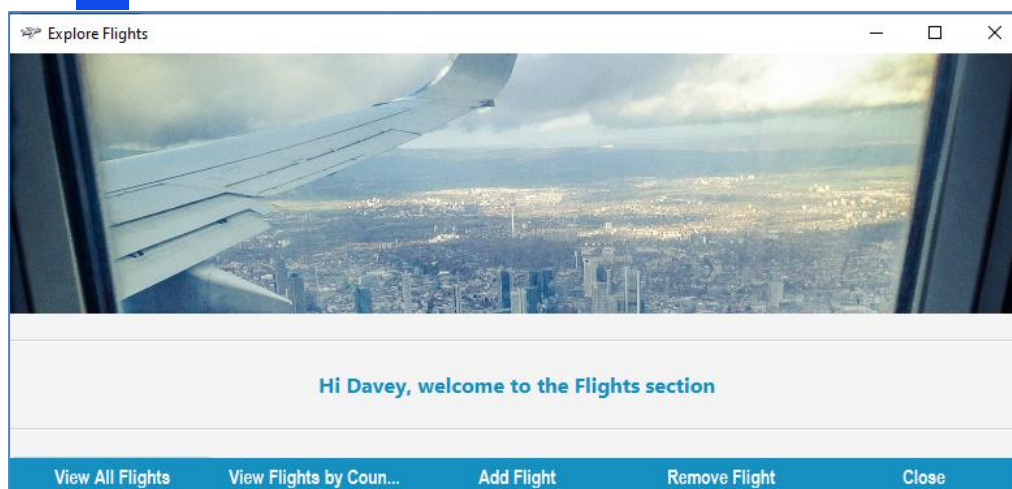 Explore Flights
Hi Davey, welcome to the Flights section
View All Flights View Flights by Coun... Add Flight Remove Flight Close